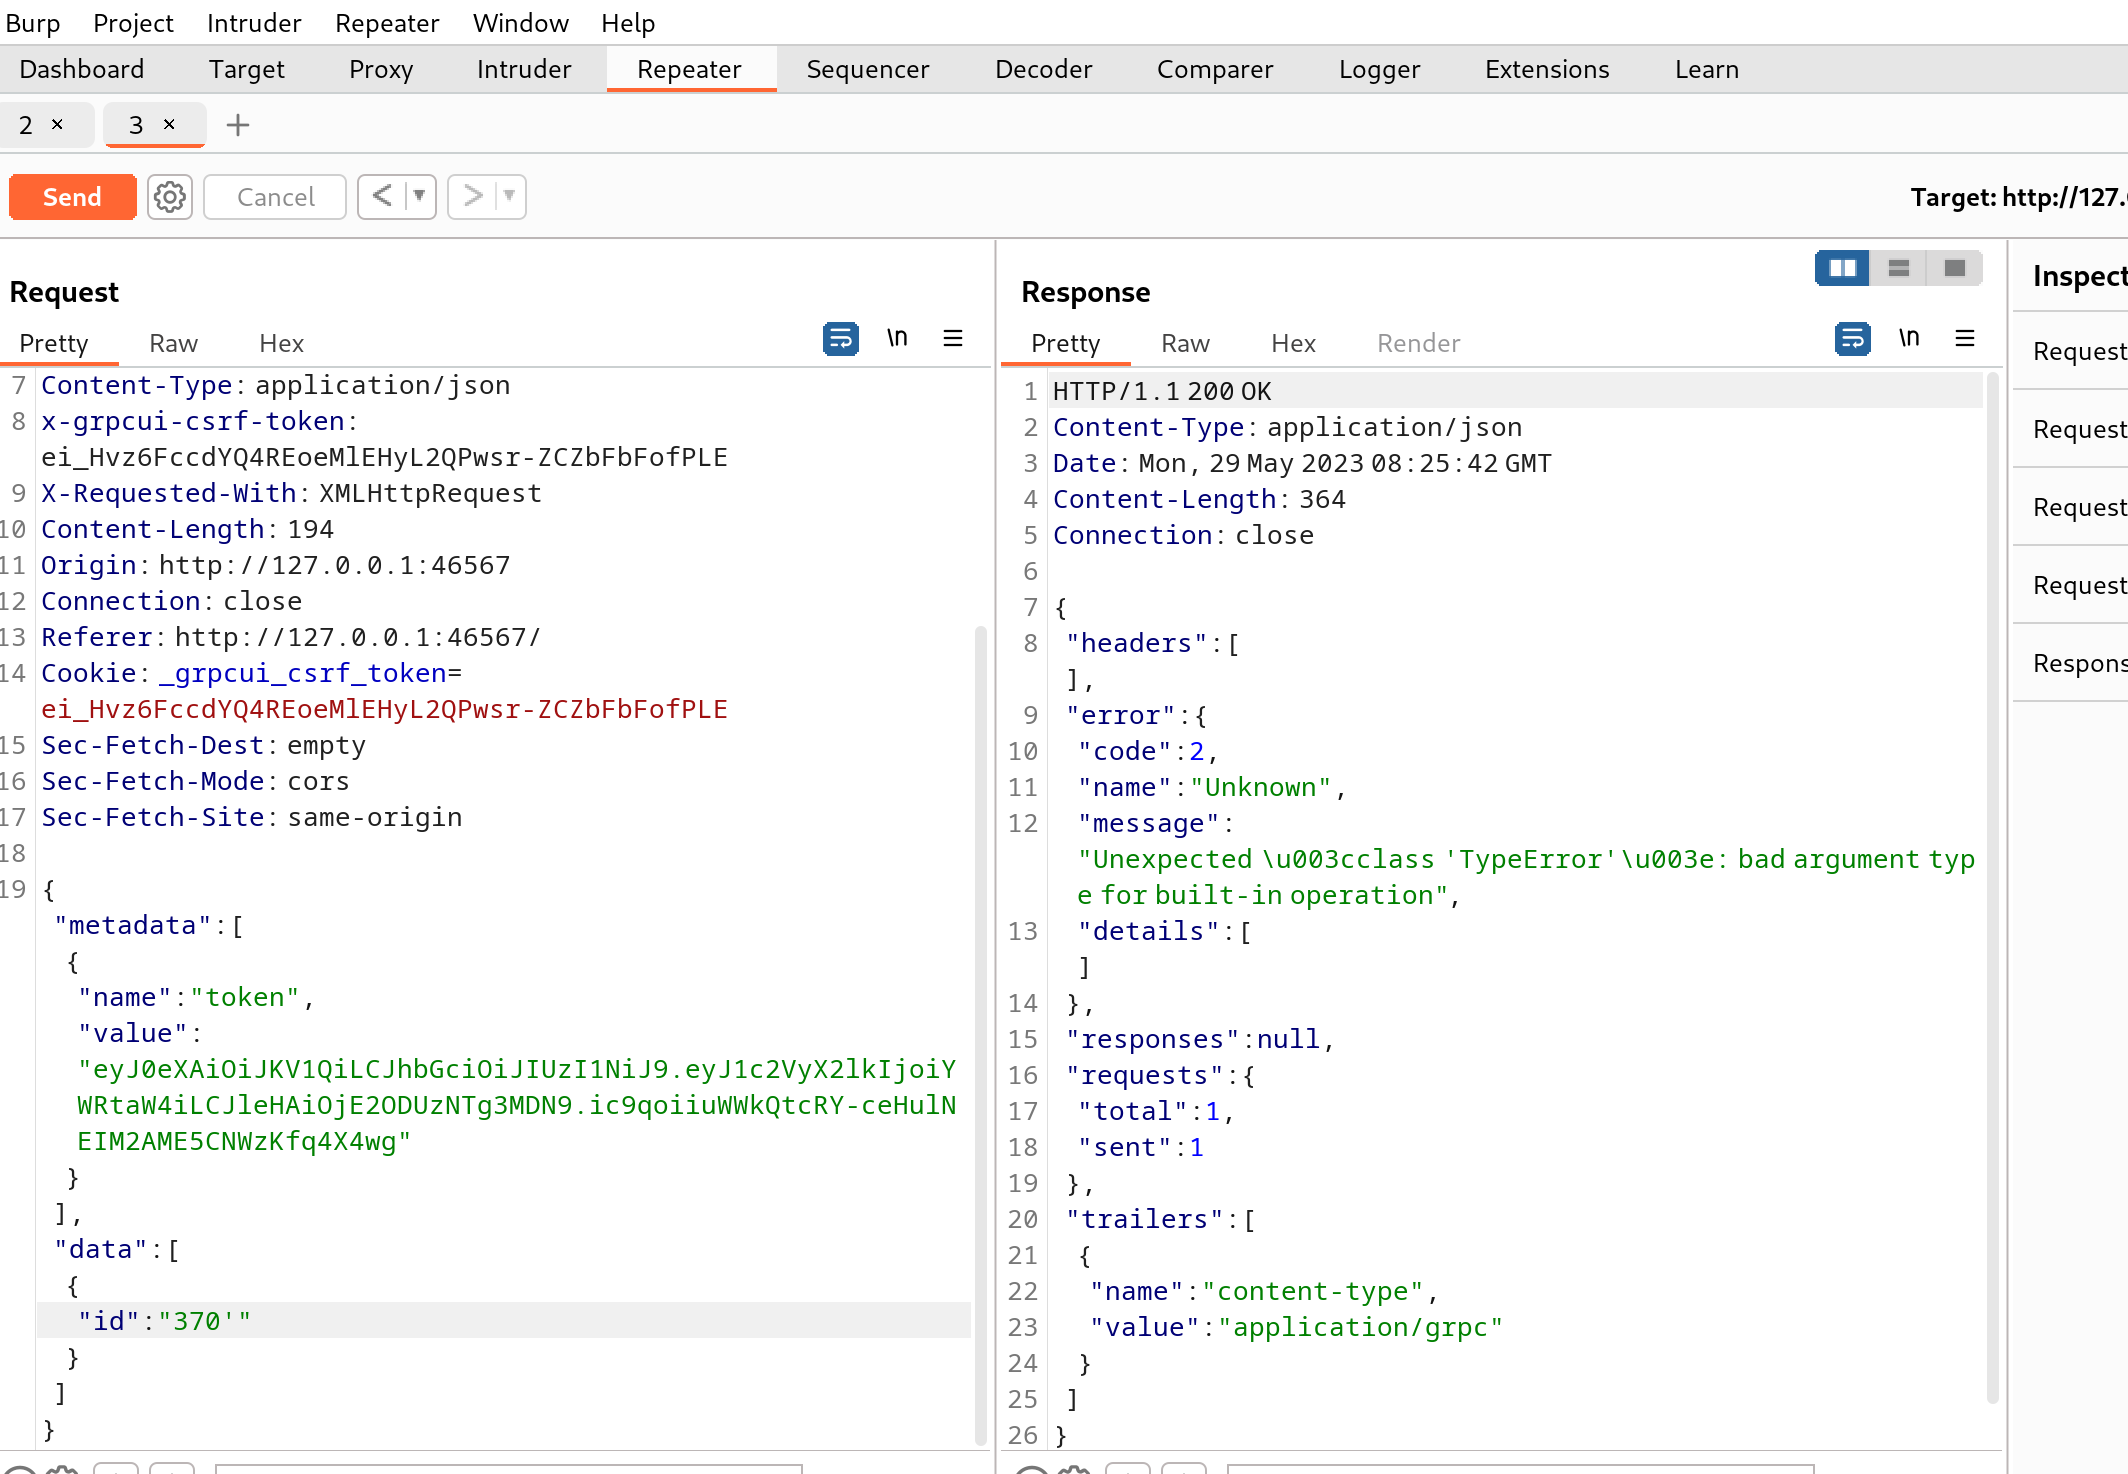 Burp Project Intruder Repeater Window Help
Dashboard Target Proxy Intruder Repeater Sequencer Decoder Comparer Logger Extensions Learn
2 × 3 × +
Send Cancel < ▼ > ▼ Target: http://127.
Request
Pretty Raw Hex \n
7 Content-Type: application/json
8 x-grpcui-csrf-token:
ei_Hvz6FccdYQ4REoeMlEHyL2QPwsr-ZCZbFbFofPLE
9 X-Requested-With: XMLHttpRequest
10 Content-Length: 194
11 Origin: http://127.0.0.1:46567
12 Connection: close
13 Referer: http://127.0.0.1:46567/
14 Cookie: _grpcui_csrf_token=
ei_Hvz6FccdYQ4REoeMlEHyL2QPwsr-ZCZbFbFofPLE
15 Sec-Fetch-Dest: empty
16 Sec-Fetch-Mode: cors
17 Sec-Fetch-Site: same-origin
18
19 {
"metadata":[
{
"name":"token",
"value":
"eyJ0eXAiOiJKV1QiLCJhbGciOiJIUzI1NiJ9.eyJ1c2VyX2lkIjoiY
WRtaW4iLCJleHAiOjE2ODUzNTg3MDN9.ic9qoiiuWWkQtcRY-ceHulN
EIM2AME5CNWzKfq4X4wg"
}
],
"data":[
{
"id":"370'"
}
]
}
Response
Pretty Raw Hex Render \n
1 HTTP/1.1 200 OK
2 Content-Type: application/json
3 Date: Mon, 29 May 2023 08:25:42 GMT
4 Content-Length: 364
5 Connection: close
6
7 {
8 "headers":[
],
9 "error":{
10 "code":2,
11 "name":"Unknown",
12 "message":
"Unexpected \u003cclass 'TypeError'\u003e: bad argument typ
e for built-in operation",
13 "details":[
]
14 },
15 "responses":null,
16 "requests":{
17 "total":1,
18 "sent":1
19 },
20 "trailers":[
21 {
22 "name":"content-type",
23 "value":"application/grpc"
24 }
25 ]
26 }
Inspect
Request
Request
Request
Request
Respons